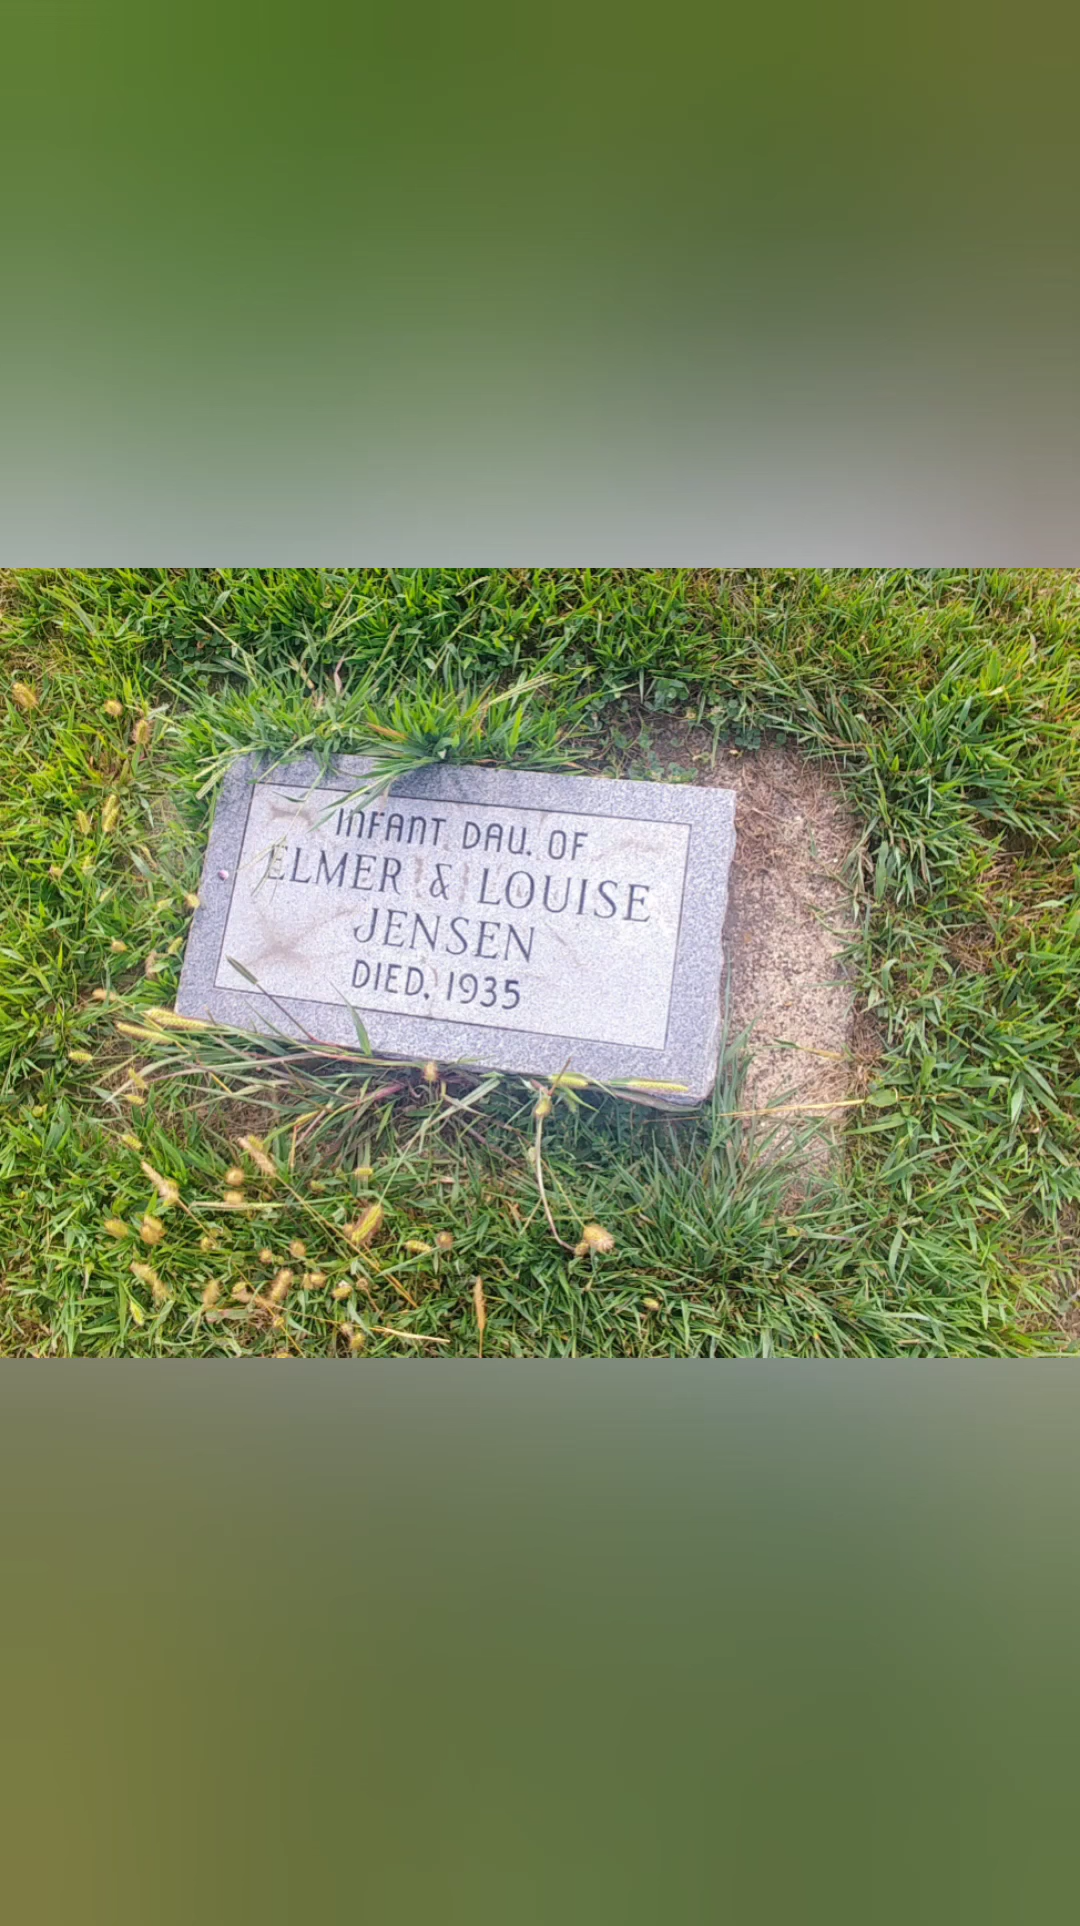 INFANT DAU. OF
ELMER & LOUISE
JENSEN
DIED. 1935